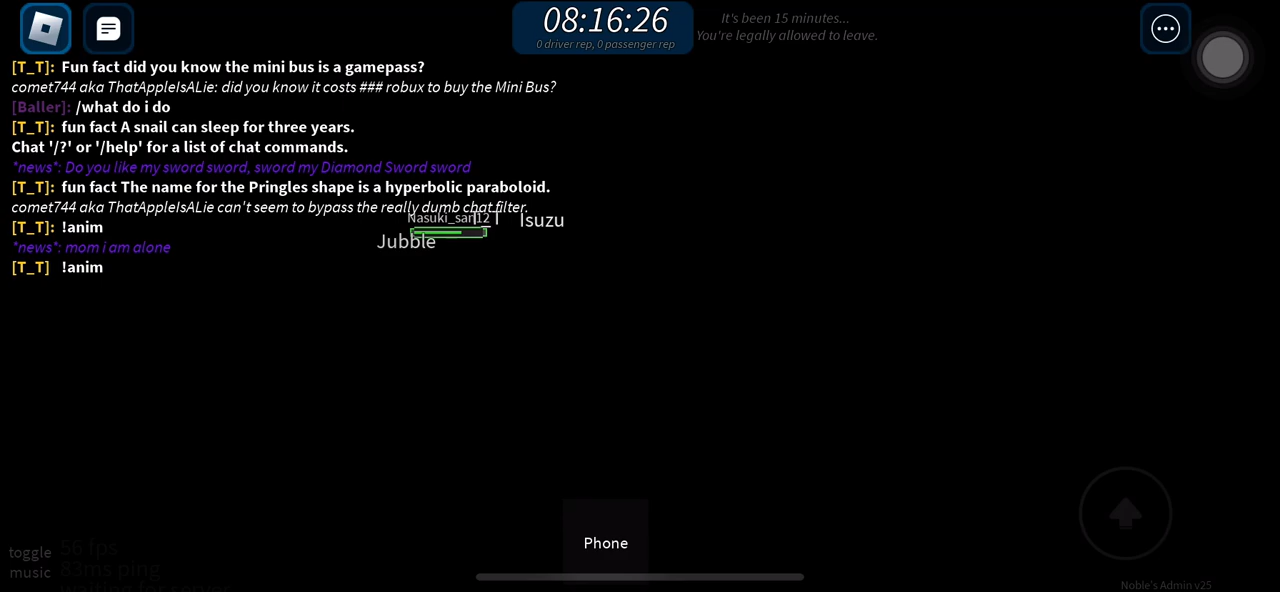 08:16:26
0 driver rep, 0 passenger rep
It's been 15 minutes...
You're legally allowed to leave.
[T_T]: Fun fact did you know the mini bus is a gamepass?
comet744 aka ThatAppleIsALie: did you know it costs ### robux to buy the Mini Bus?
[Baller]: /what do i do
[T_T]: fun fact A snail can sleep for three years.
Chat '/?' or '/help' for a list of chat commands.
*news*: Do you like my sword sword, sword my Diamond Sword sword
[T_T]: fun fact The name for the Pringles shape is a hyperbolic paraboloid.
comet744 aka ThatAppleIsALie can't seem to bypass the really dumb chat filter.
Nasuki_san12
T_T
Isuzu
[T_T]: !anim
Jubble
*news*: mom i am alone
[T_T] !anim
Phone
toggle
music
56 fps
83ms ping
waiting for server
Noble's Admin v25